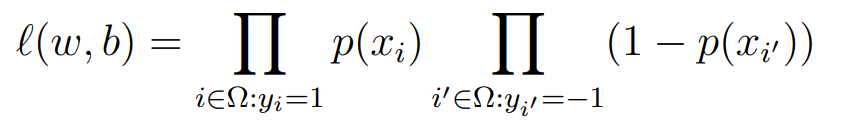 ℓ(w, b) = ∏_{i∈Ω:y_i=1} p(x_i) ∏_{i′∈Ω:y_{i′}=−1} (1 − p(x_{i′}))